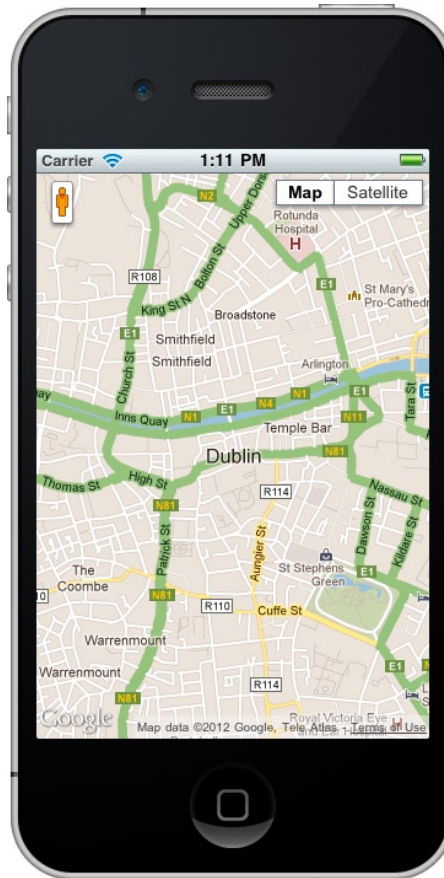 Carrier 1:11 PM
Map Satellite
N2
Upper Dors
Rotunda
Hospital
H
Bolton St
R108
King St N
E1
St Mary's
Pro-Cathedr
Broadstone
E1
Smithfield
Smithfield
Church St
Arlington
N1
E1
N4
N1
E1
Tara St
uay
Inns Quay
N11
Temple Bar
Dublin
N81
Thomas St
High St
R114
Nassau St
N81
Dawson St
Kildare St
Patrick St
Aungier St
St Stephens
Green
The
Coombe
N81
R110
Cuffe St
E1
Warrenmount
Warrenmount
R114
N81
E1
Google
Royal Victoria Eye
and Ear Hospital
H
Map data ©2012 Google, Tele Atlas - Terms of Use